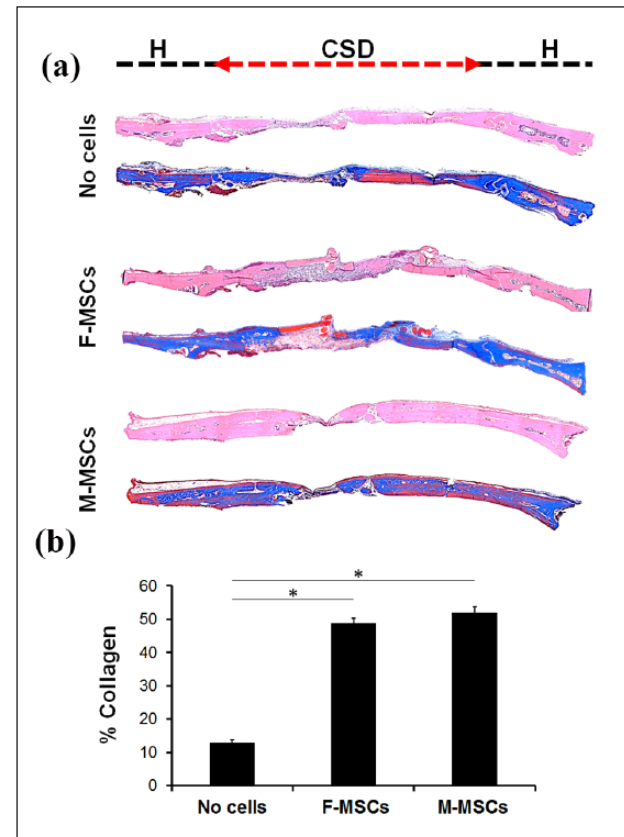 (a)
H CSD H
No cells
F-MSCs
M-MSCs
(b)
* 
*
% Collagen
60
50
40
30
20
10
0
No cells F-MSCs M-MSCs